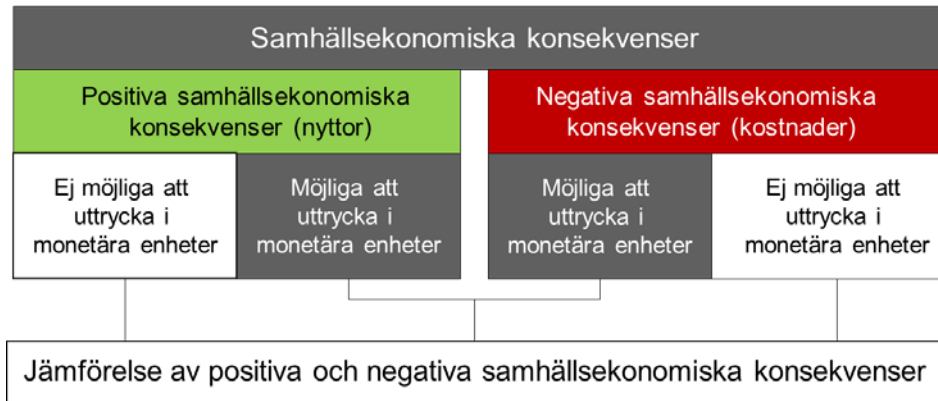 Samhällsekonomiska konsekvenser
Positiva samhällsekonomiska
konsekvenser (nyttor)
Negativa samhällsekonomiska
konsekvenser (kostnader)
Ej möjliga att
uttrycka i
monetära enheter
Möjliga att
uttrycka i
monetära enheter
Möjliga att
uttrycka i
monetära enheter
Ej möjliga att
uttrycka i
monetära enheter
Jämförelse av positiva och negativa samhällsekonomiska konsekvenser